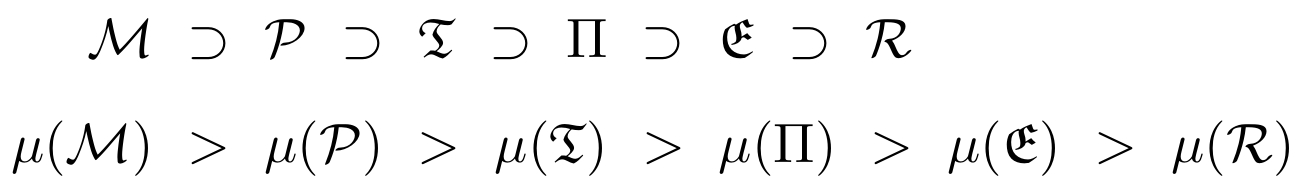 ℳ ⊃ 𝒫 ⊃ 𝔗 ⊃ Π ⊃ 𝕰 ⊃ ℛ
μ(ℳ) > μ(𝒫) > μ(𝔗) > μ(Π) > μ(𝕰) > μ(ℛ)